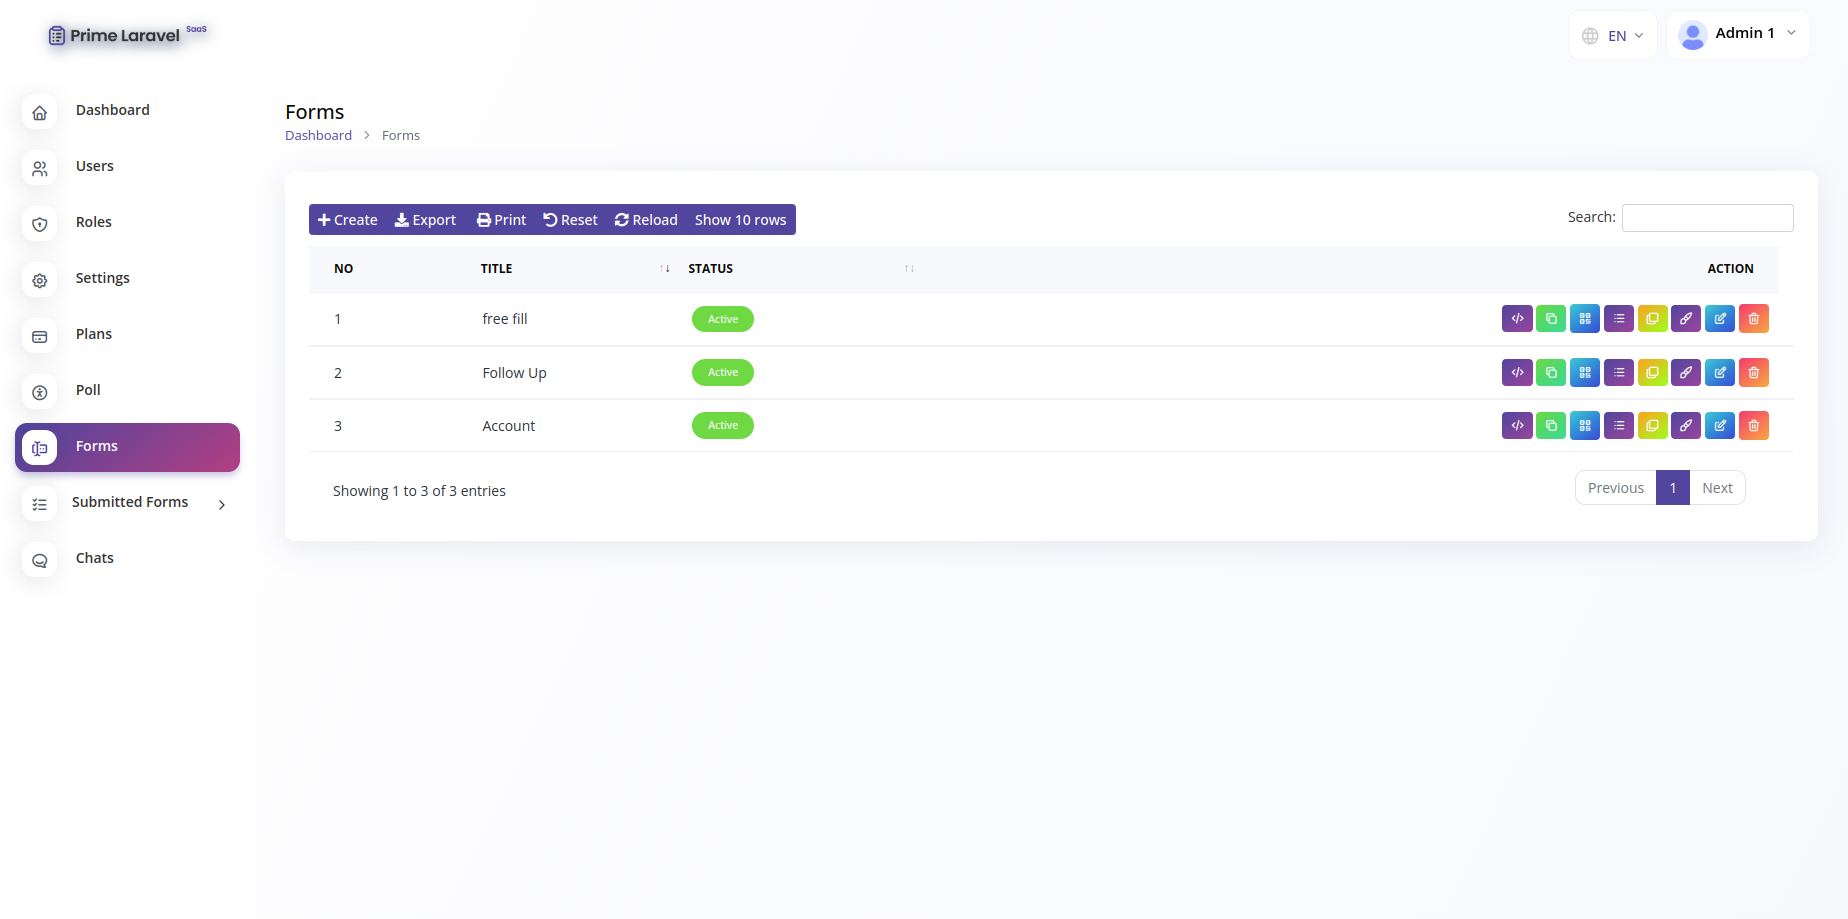 Prime Laravel SaaS
EN
Admin 1
Dashboard
Users
Roles
Settings
Plans
Poll
Forms
Submitted Forms
Chats
Forms
Dashboard > Forms
Create Export Print Reset Reload Show 10 rows
Search:
NO TITLE STATUS ACTION
1 free fill Active
2 Follow Up Active
3 Account Active
Showing 1 to 3 of 3 entries
Previous 1 Next